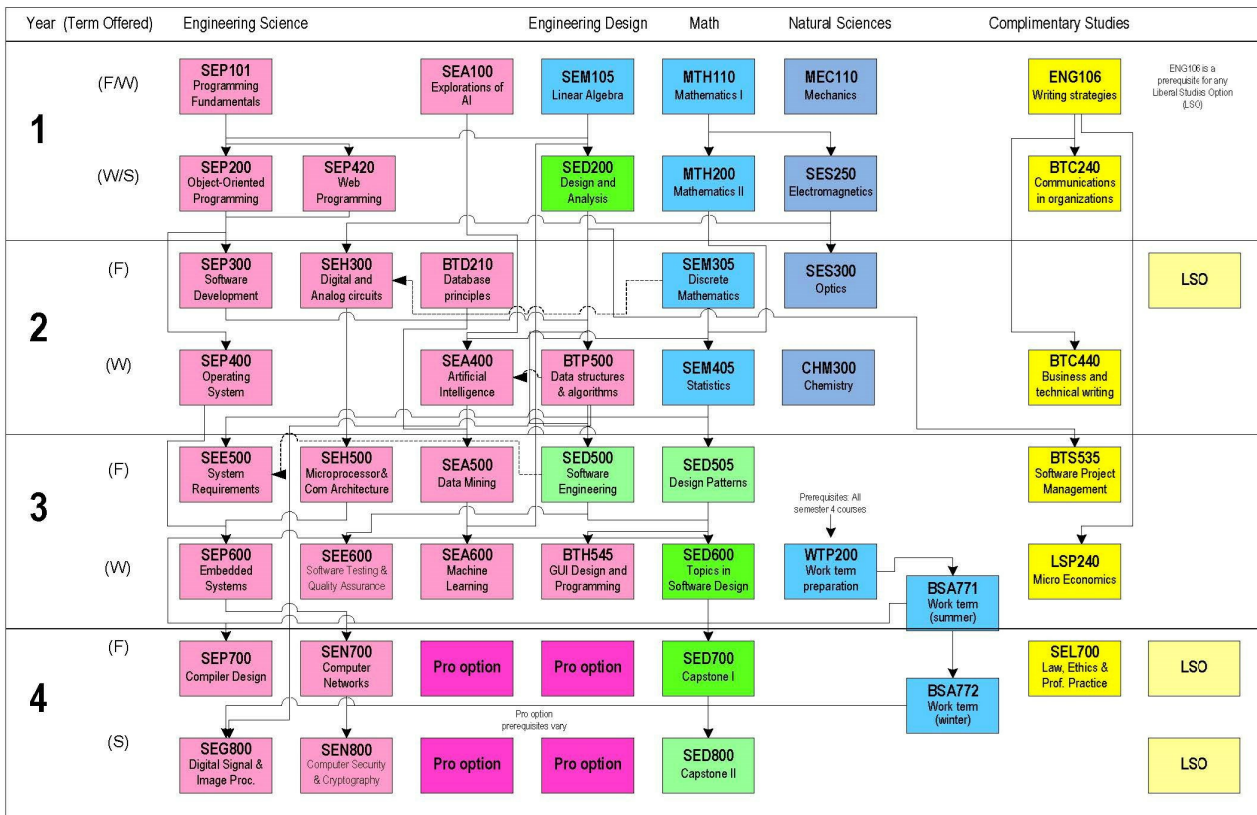 Year (Term Offered) Engineering Science Engineering Design Math Natural Sciences Complimentary Studies
1
(F/W)
SEP101
Programming
Fundamentals
SEA100
Explorations of
AI
SEM105
Linear Algebra
MTH110
Mathematics I
MEC110
Mechanics
ENG106
Writing strategies
ENG106 is a
prerequisite for any
Liberal Studies Option
(LSO)
(W/S)
SEP200
Object-Oriented
Programming
SEP420
Web
Programming
SED200
Design and
Analysis
MTH200
Mathematics II
SES250
Electromagnetics
BTC240
Communications
in organizations
2
(F)
SEP300
Software
Development
SEH300
Digital and
Analog circuits
BTD210
Database
principles
SEM305
Discrete
Mathematics
SES300
Optics
LSO
(W)
SEP400
Operating
System
SEA400
Artificial
Intelligence
BTP500
Data structures
& algorithms
SEM405
Statistics
CHM300
Chemistry
BTC440
Business and
technical writing
3
(F)
SEE500
System
Requirements
SEH500
Microprocessor&
Com Architecture
SEA500
Data Mining
SED500
Software
Engineering
SED505
Design Patterns
Prerequisites: All
semester 4 courses
BTS535
Software Project
Management
(W)
SEP600
Embedded
Systems
SEE600
Software Testing &
Quality Assurance
SEA600
Machine
Learning
BTH545
GUI Design and
Programming
SED600
Topics in
Software Design
WTP200
Work term
preparation
BSA771
Work term
(summer)
LSP240
Micro Economics
4
(F)
SEP700
Compiler Design
SEN700
Computer
Networks
Pro option
Pro option
SED700
Capstone I
BSA772
Work term
(winter)
SEL700
Law, Ethics &
Prof. Practice
LSO
Pro option
prerequisites vary
(S)
SEG800
Digital Signal &
Image Proc.
SEN800
Computer Security
& Cryptography
Pro option
Pro option
SED800
Capstone II
LSO